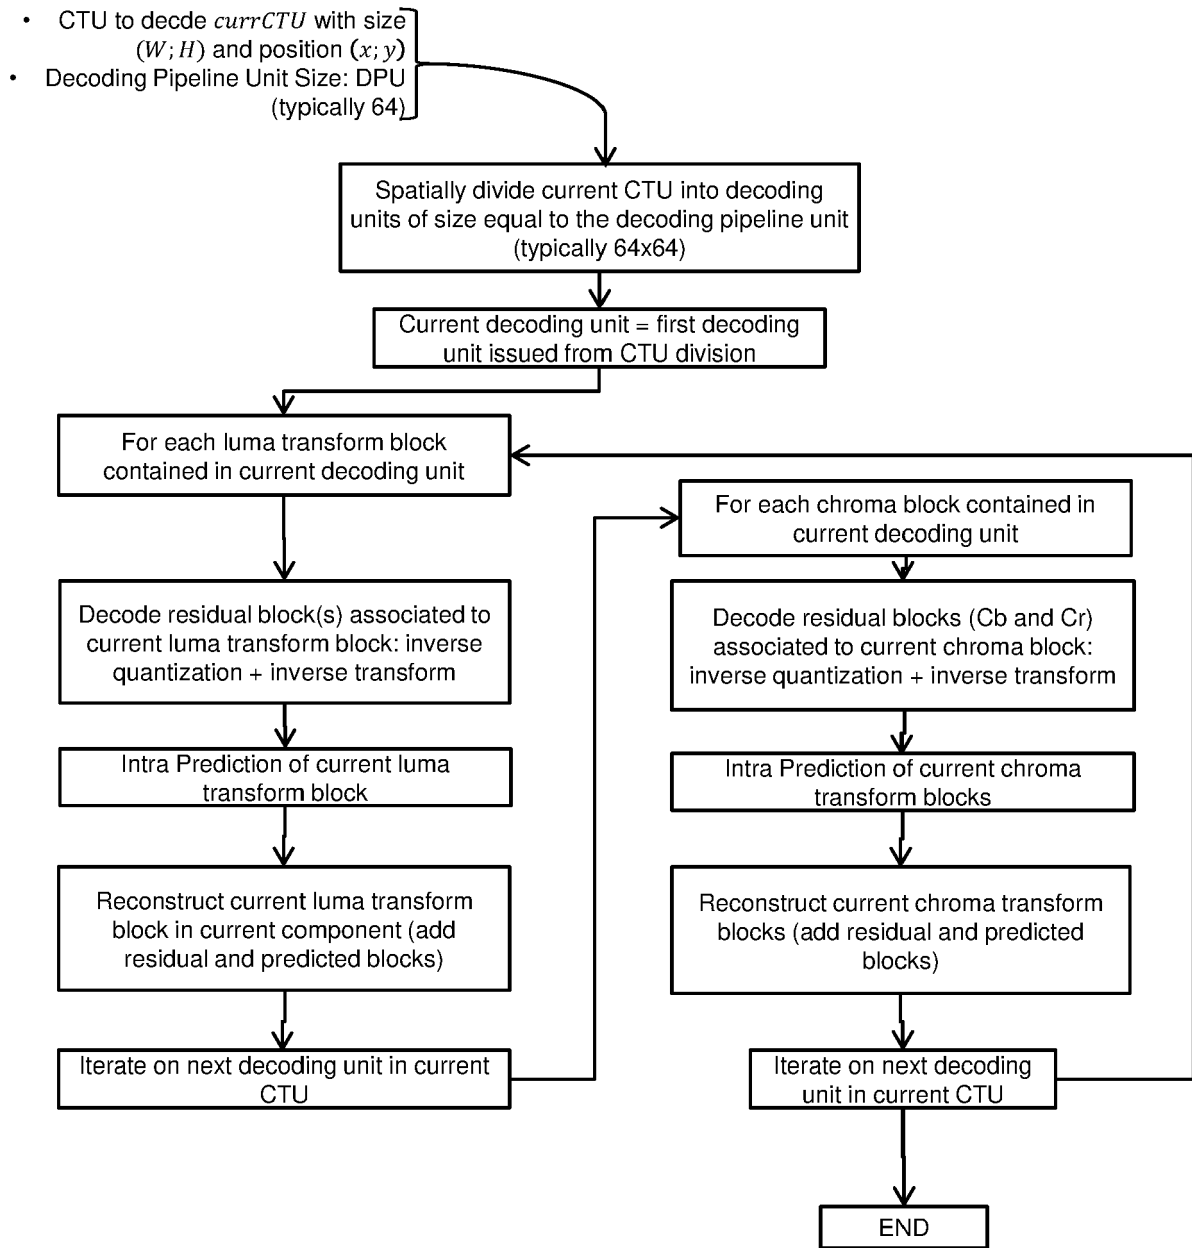 • CTU to decde currCTU with size
(W; H) and position (x; y)
• Decoding Pipeline Unit Size: DPU
(typically 64)
Spatially divide current CTU into decoding
units of size equal to the decoding pipeline unit
(typically 64x64)
Current decoding unit = first decoding
unit issued from CTU division
For each luma transform block
contained in current decoding unit
Decode residual block(s) associated to
current luma transform block: inverse
quantization + inverse transform
Intra Prediction of current luma
transform block
Reconstruct current luma transform
block in current component (add
residual and predicted blocks)
Iterate on next decoding unit in current
CTU
For each chroma block contained in
current decoding unit
Decode residual blocks (Cb and Cr)
associated to current chroma block:
inverse quantization + inverse transform
Intra Prediction of current chroma
transform blocks
Reconstruct current chroma transform
blocks (add residual and predicted
blocks)
Iterate on next decoding
unit in current CTU
END